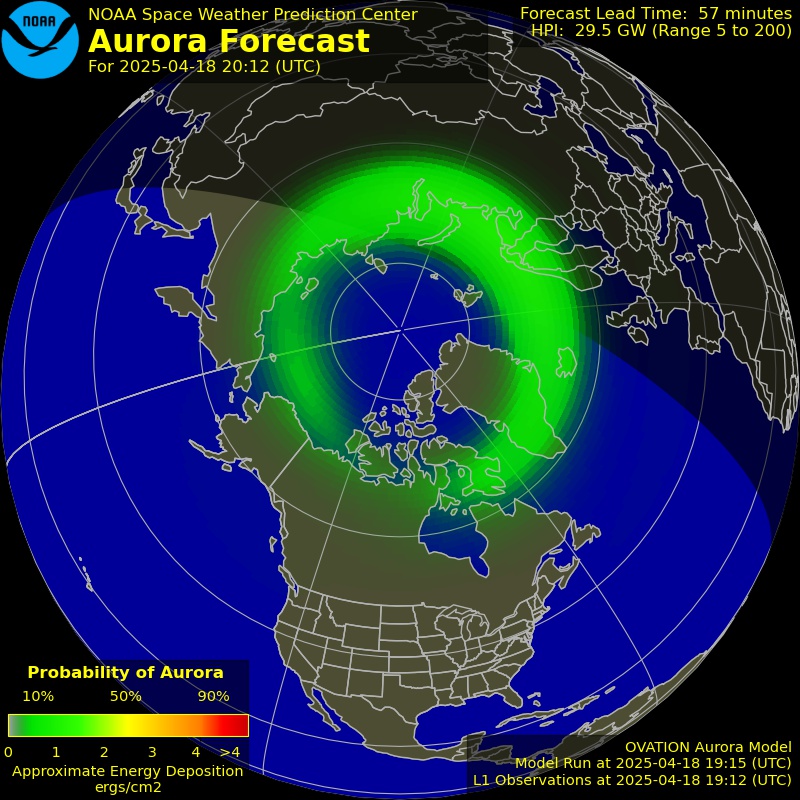 NOAA
NOAA Space Weather Prediction Center
Aurora Forecast
For 2025-04-18 20:12 (UTC)
Forecast Lead Time: 57 minutes
HPI: 29.5 GW (Range 5 to 200)
Probability of Aurora
10% 50% 90%
0 1 2 3 4 >4
Approximate Energy Deposition
ergs/cm2
OVATION Aurora Model
Model Run at 2025-04-18 19:15 (UTC)
L1 Observations at 2025-04-18 19:12 (UTC)